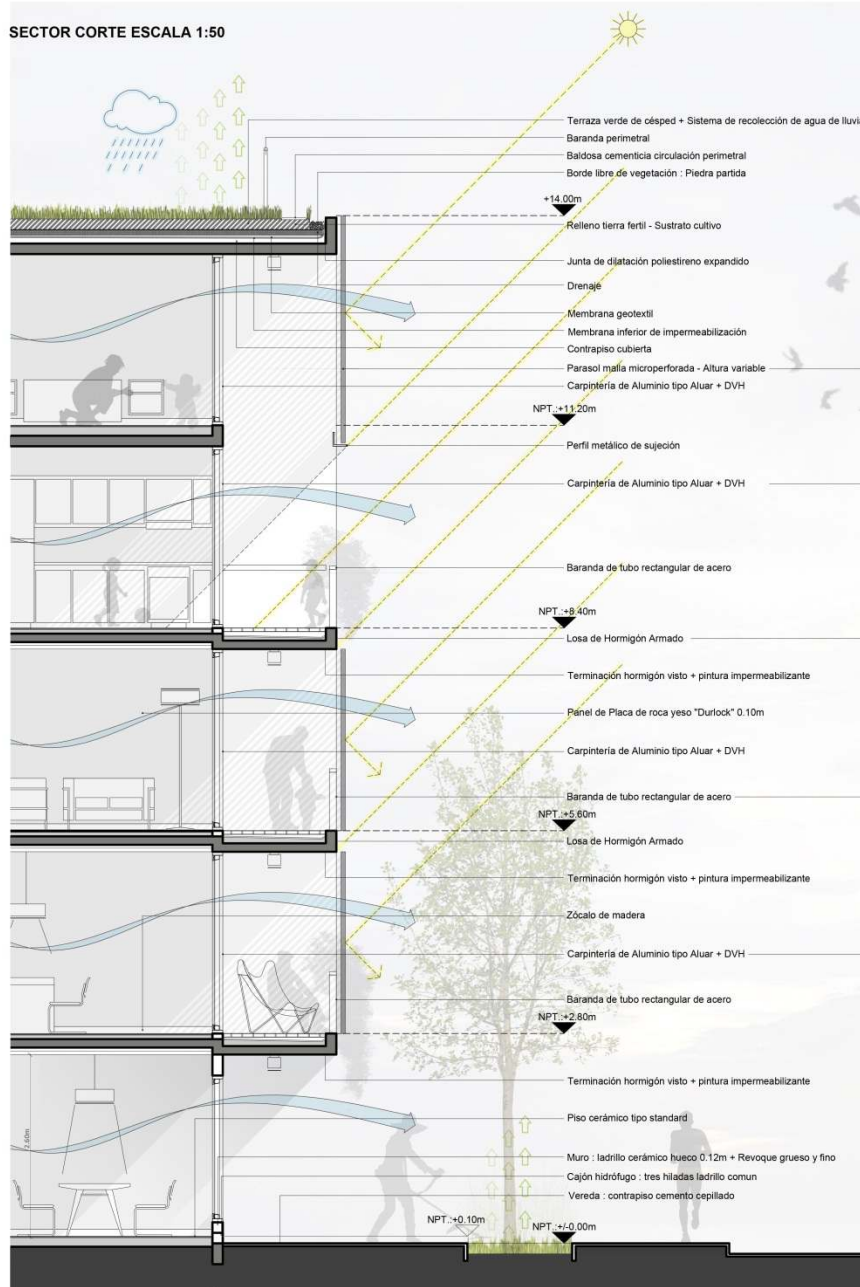 SECTOR CORTE ESCALA 1:50
Terraza verde de césped + Sistema de recolección de agua de lluvia
Baranda perimetral
Baldosa cementicia circulación perimetral
Borde libre de vegetación : Piedra partida
+14.00m
Relleno tierra fertil - Sustrato cultivo
Junta de dilatación poliestireno expandido
Drenaje
Membrana geotextil
Membrana inferior de impermeabilización
Contrapiso cubierta
Parasol malla microperforada - Altura variable
Carpintería de Aluminio tipo Aluar + DVH
NPT.:+11.20m
Perfil metálico de sujeción
Carpintería de Aluminio tipo Aluar + DVH
Baranda de tubo rectangular de acero
NPT.:+8.40m
Losa de Hormigón Armado
Terminación hormigón visto + pintura impermeabilizante
Panel de Placa de roca yeso "Durlock" 0.10m
Carpintería de Aluminio tipo Aluar + DVH
Baranda de tubo rectangular de acero
NPT.:+5.60m
Losa de Hormigón Armado
Terminación hormigón visto + pintura impermeabilizante
Zócalo de madera
Carpintería de Aluminio tipo Aluar + DVH
Baranda de tubo rectangular de acero
NPT.:+2.80m
Terminación hormigón visto + pintura impermeabilizante
Piso cerámico tipo standard
2.60m
Muro : ladrillo cerámico hueco 0.12m + Revoque grueso y fino
Cajón hidrófugo : tres hiladas ladrillo comun
Vereda : contrapiso cemento cepillado
NPT.:+0.10m
NPT.:+/-0.00m